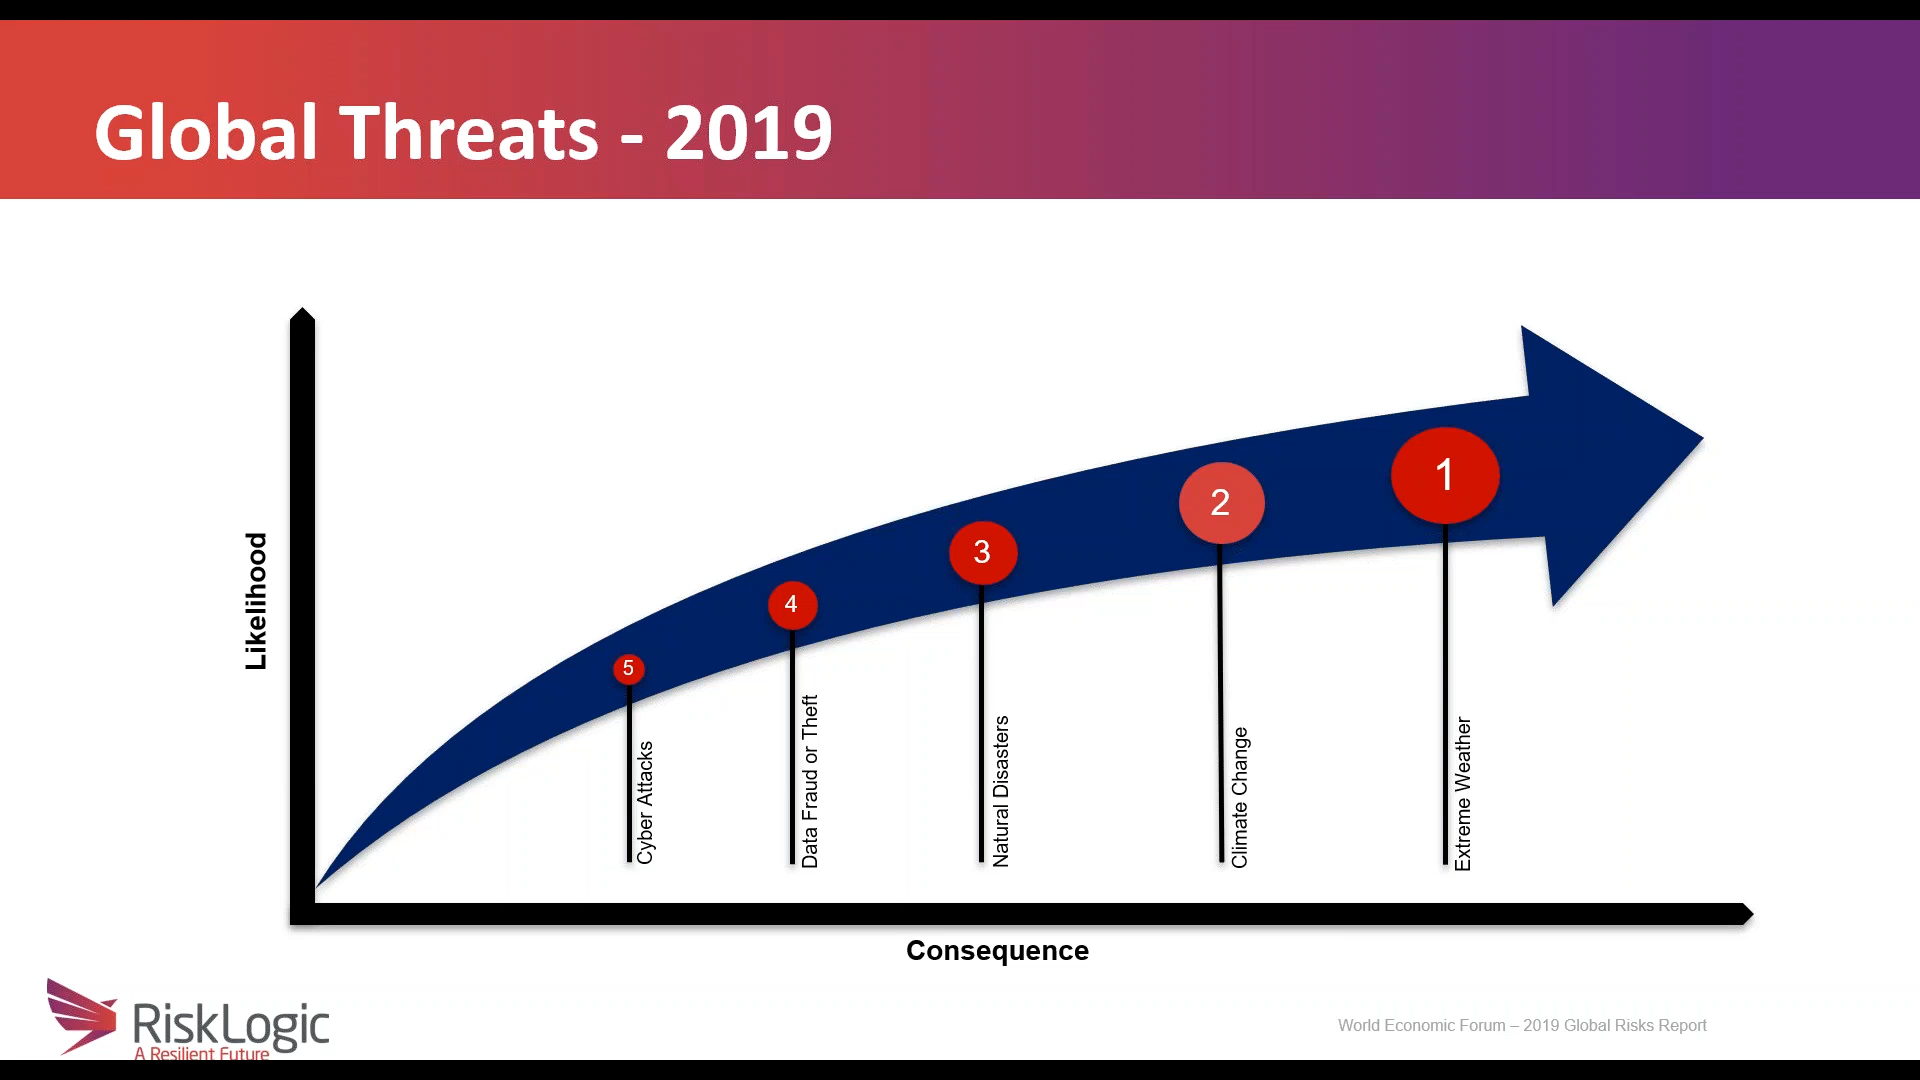 Global Threats - 2019
Likelihood
1
2
3
4
5
Cyber Attacks
Data Fraud or Theft
Natural Disasters
Climate Change
Extreme Weather
Consequence
RiskLogic
A Resilient Future
World Economic Forum – 2019 Global Risks Report